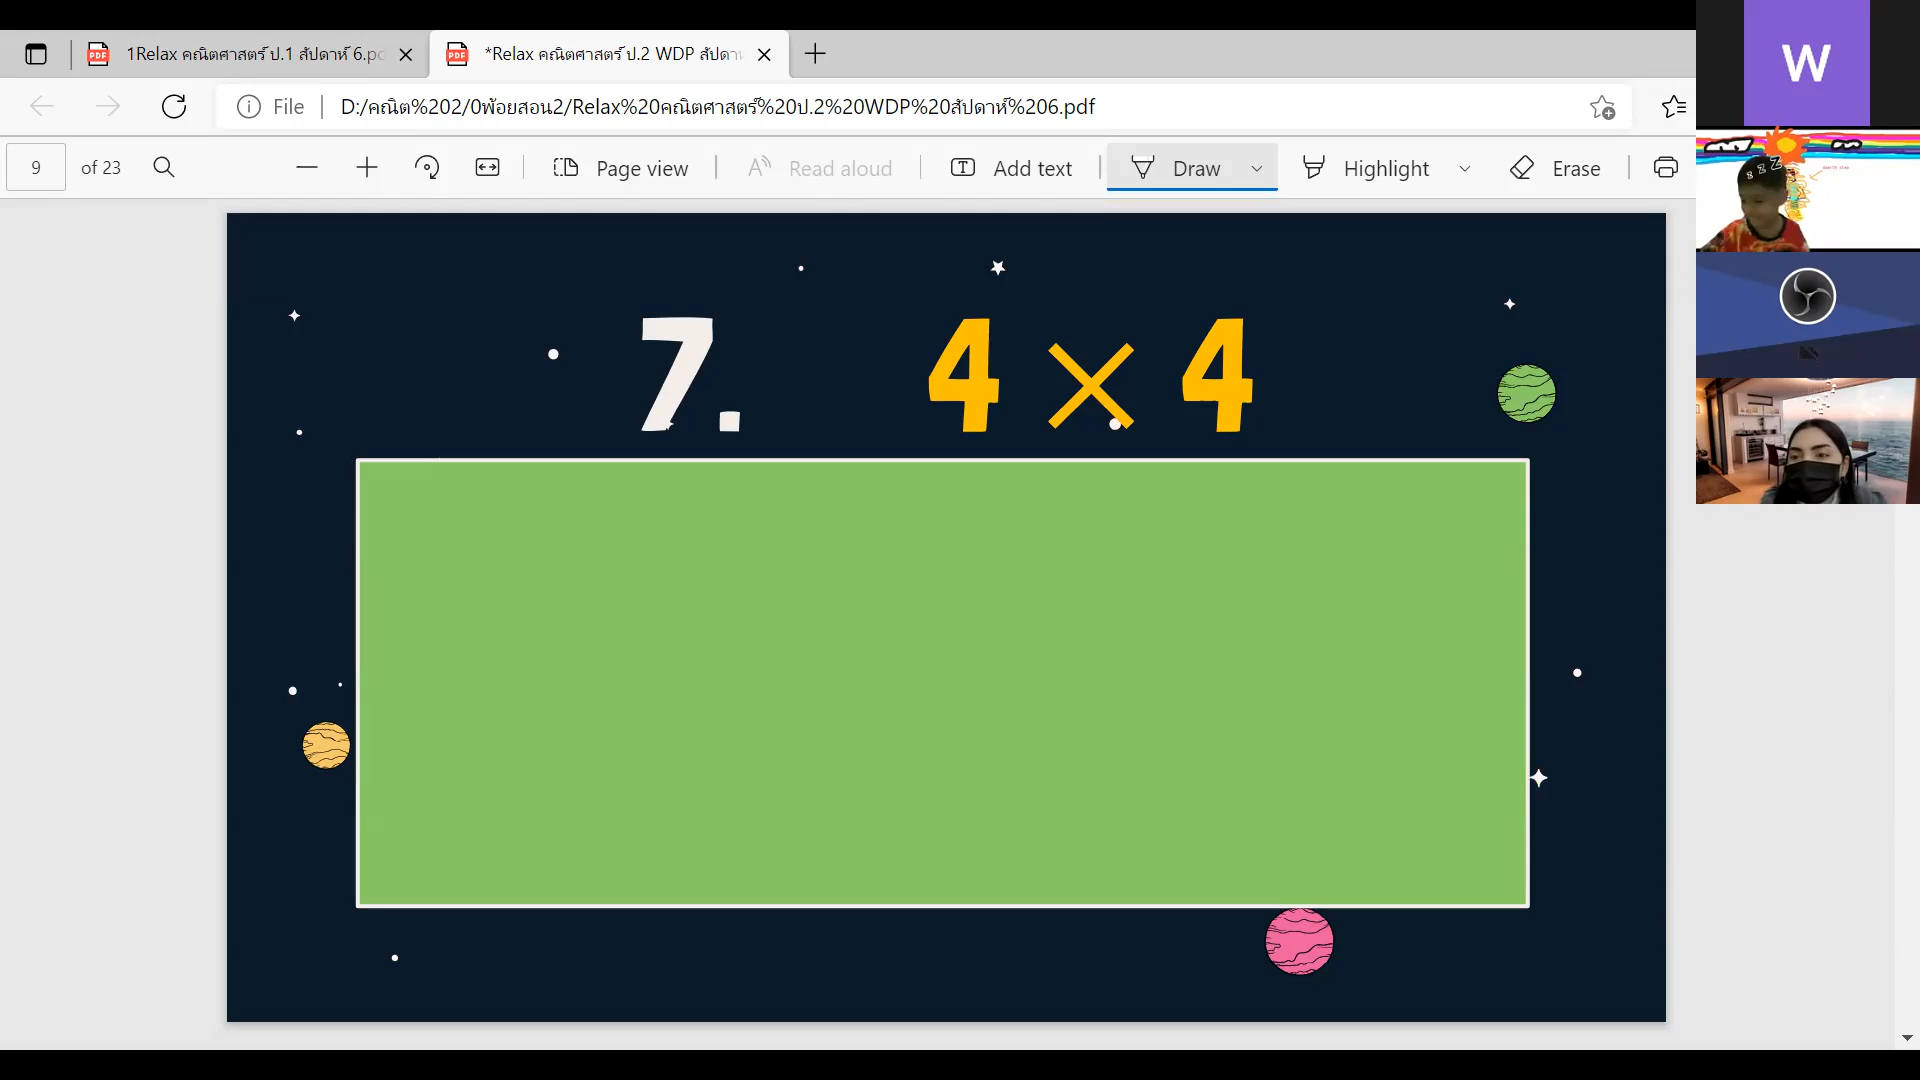 1Relax คณิตศาสตร์ ป.1 สัปดาห์ 6.pd
*Relax คณิตศาสตร์ ป.2 WDP สัปดา
File
D:/คณิต%202/0พ้อยสอน2/Relax%20คณิตศาสตร์%20ป.2%20WDP%20สัปดาห์%206.pdf
9 of 23 Page view Read aloud Add text Draw Highlight Erase
7. 4 × 4
W
z z Z